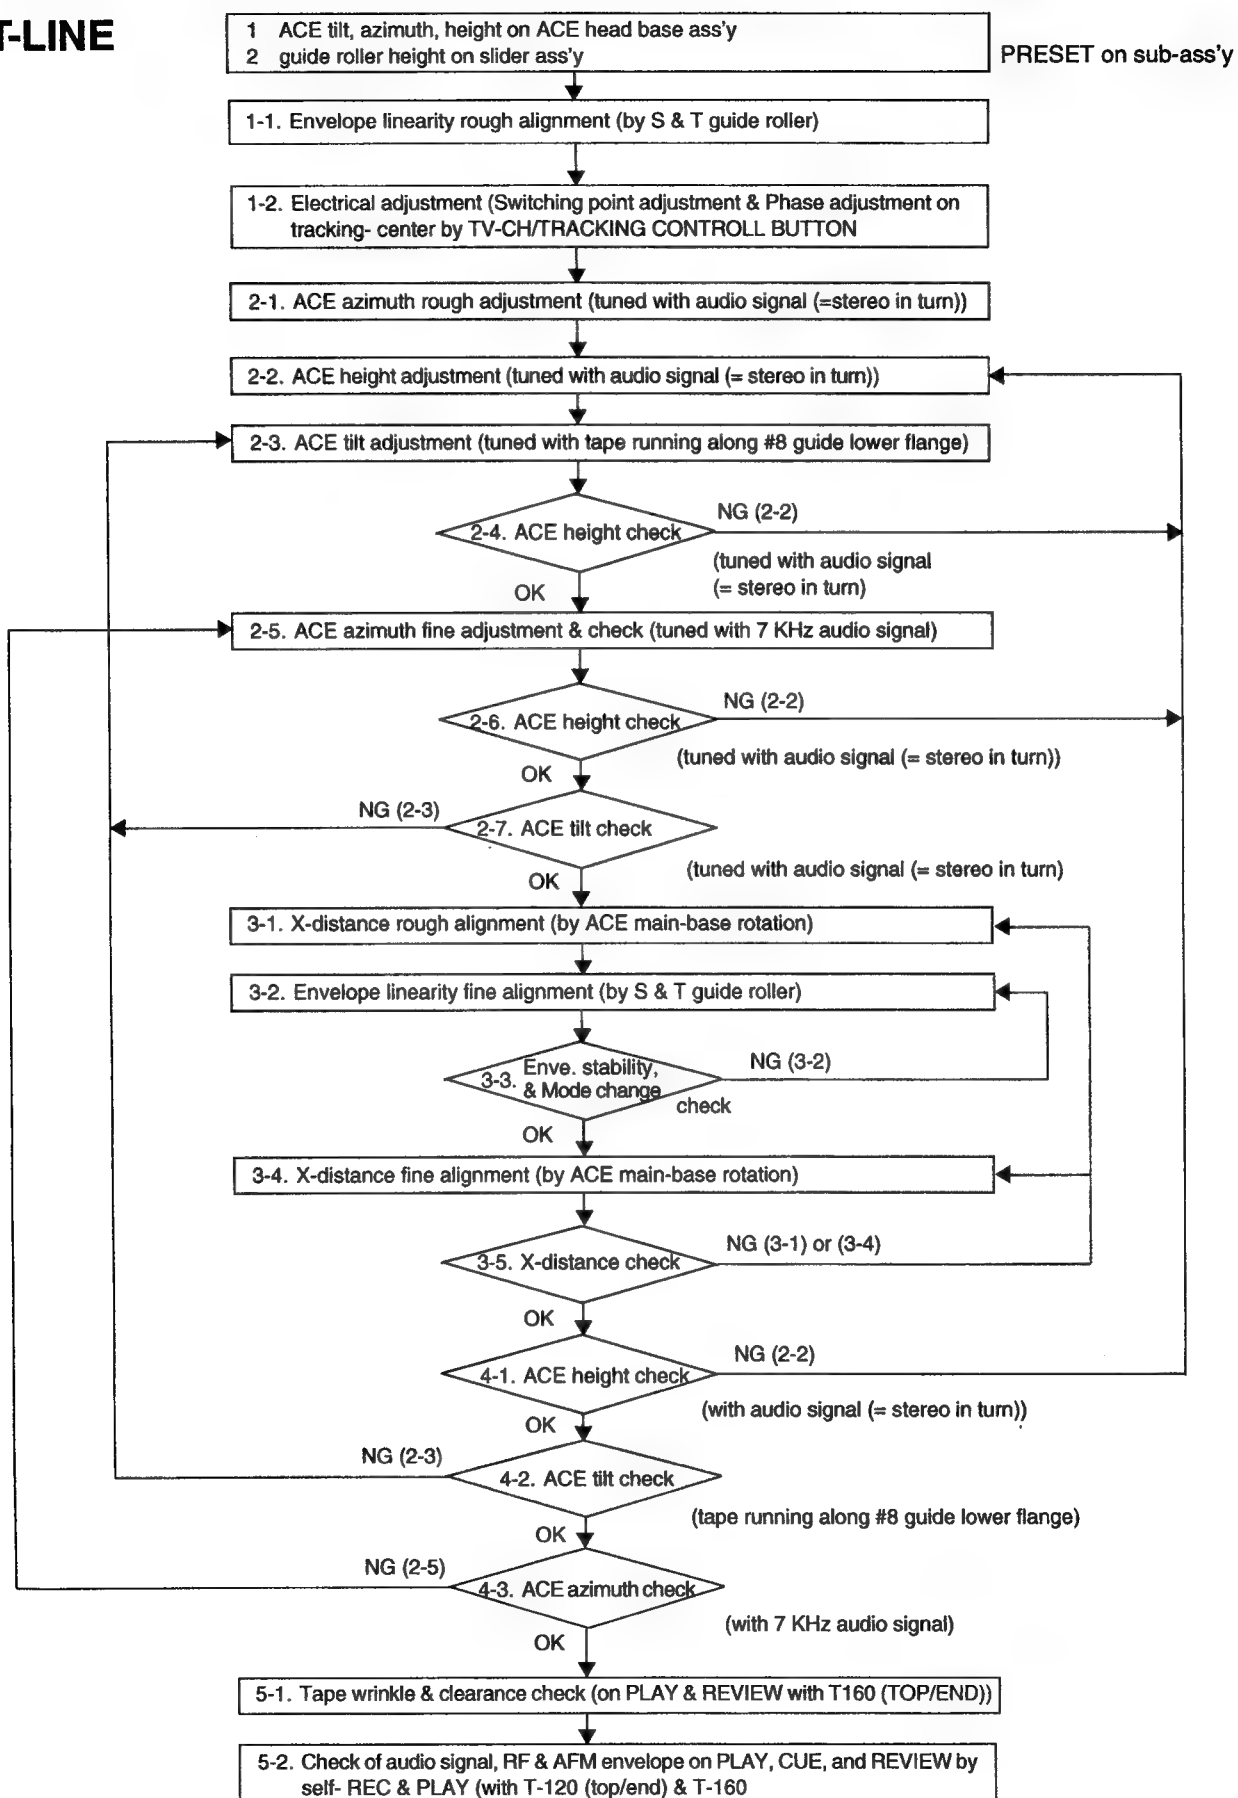 T-LINE
1 ACE tilt, azimuth, height on ACE head base ass'y
2 guide roller height on slider ass'y
PRESET on sub-ass'y
1-1. Envelope linearity rough alignment (by S & T guide roller)
1-2. Electrical adjustment (Switching point adjustment & Phase adjustment on
tracking- center by TV-CH/TRACKING CONTROLL BUTTON
2-1. ACE azimuth rough adjustment (tuned with audio signal (=stereo in turn))
2-2. ACE height adjustment (tuned with audio signal (= stereo in turn))
2-3. ACE tilt adjustment (tuned with tape running along #8 guide lower flange)
NG (2-2)
2-4. ACE height check
(tuned with audio signal
(= stereo in turn)
OK
2-5. ACE azimuth fine adjustment & check (tuned with 7 KHz audio signal)
NG (2-2)
2-6. ACE height check
(tuned with audio signal (= stereo in turn))
OK
NG (2-3)
2-7. ACE tilt check
(tuned with audio signal (= stereo in turn)
OK
3-1. X-distance rough alignment (by ACE main-base rotation)
3-2. Envelope linearity fine alignment (by S & T guide roller)
NG (3-2)
3-3. Enve. stability,
& Mode change
check
OK
3-4. X-distance fine alignment (by ACE main-base rotation)
NG (3-1) or (3-4)
3-5. X-distance check
OK
NG (2-2)
4-1. ACE height check
(with audio signal (= stereo in turn))
OK
NG (2-3)
4-2. ACE tilt check
(tape running along #8 guide lower flange)
OK
NG (2-5)
4-3. ACE azimuth check
(with 7 KHz audio signal)
OK
5-1. Tape wrinkle & clearance check (on PLAY & REVIEW with T160 (TOP/END))
5-2. Check of audio signal, RF & AFM envelope on PLAY, CUE, and REVIEW by
self- REC & PLAY (with T-120 (top/end) & T-160